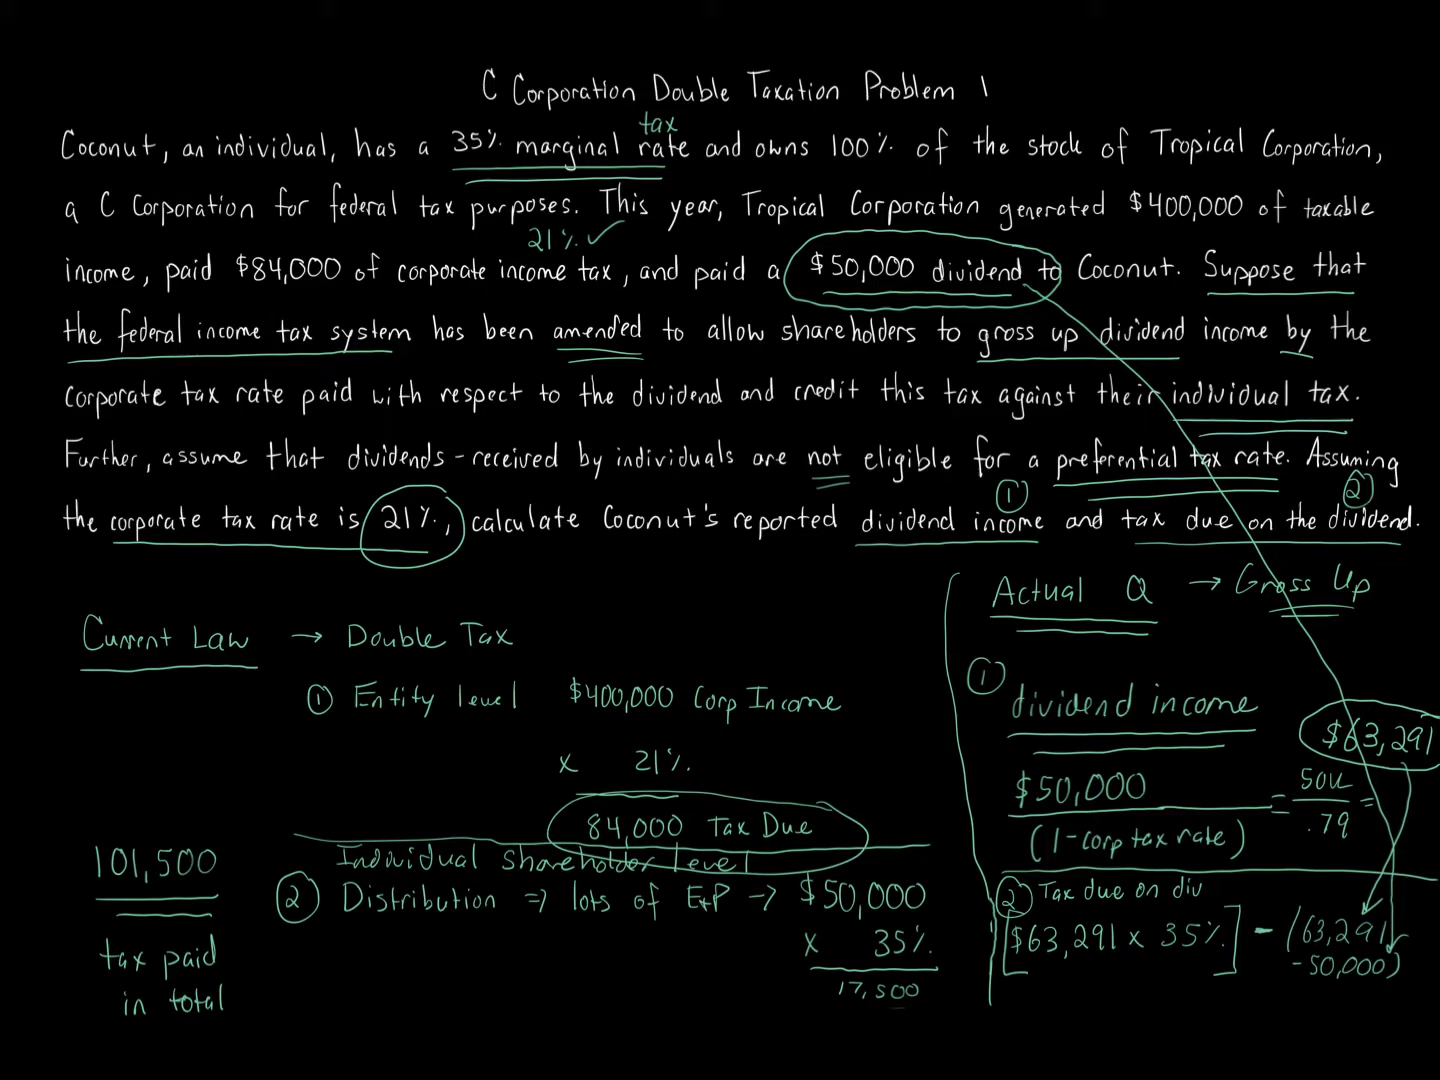 C Corporation Double Taxation Problem 1
tax
Coconut, an individual, has a 35% marginal rate and owns 100% of the stock of Tropical Corporation,
a C Corporation for federal tax purposes. This year, Tropical Corporation generated $400,000 of taxable
21% ✓
income, paid $84,000 of corporate income tax, and paid a $50,000 dividend to Coconut. Suppose that
the federal income tax system has been amended to allow shareholders to gross up dividend income by the
corporate tax rate paid with respect to the dividend and credit this tax against their individual tax.
Further, assume that dividends-received by individuals are not eligible for a preferential tax rate. Assuming
① ②
the corporate tax rate is 21%, calculate Coconut's reported dividend income and tax due on the dividend.
Current Law → Double Tax
① Entity level $400,000 Corp Income
x 21%
84,000 Tax Due
Individual shareholder level
② Distribution => lots of E+P → $50,000
x 35%
17,500
101,500
tax paid
in total
Actual Q → Gross Up
①
dividend income
$63,291
$50,000 = 50k =
(1-corp tax rate) .79
② Tax due on div
[$63,291 x 35%] - (63,291
-50,000)